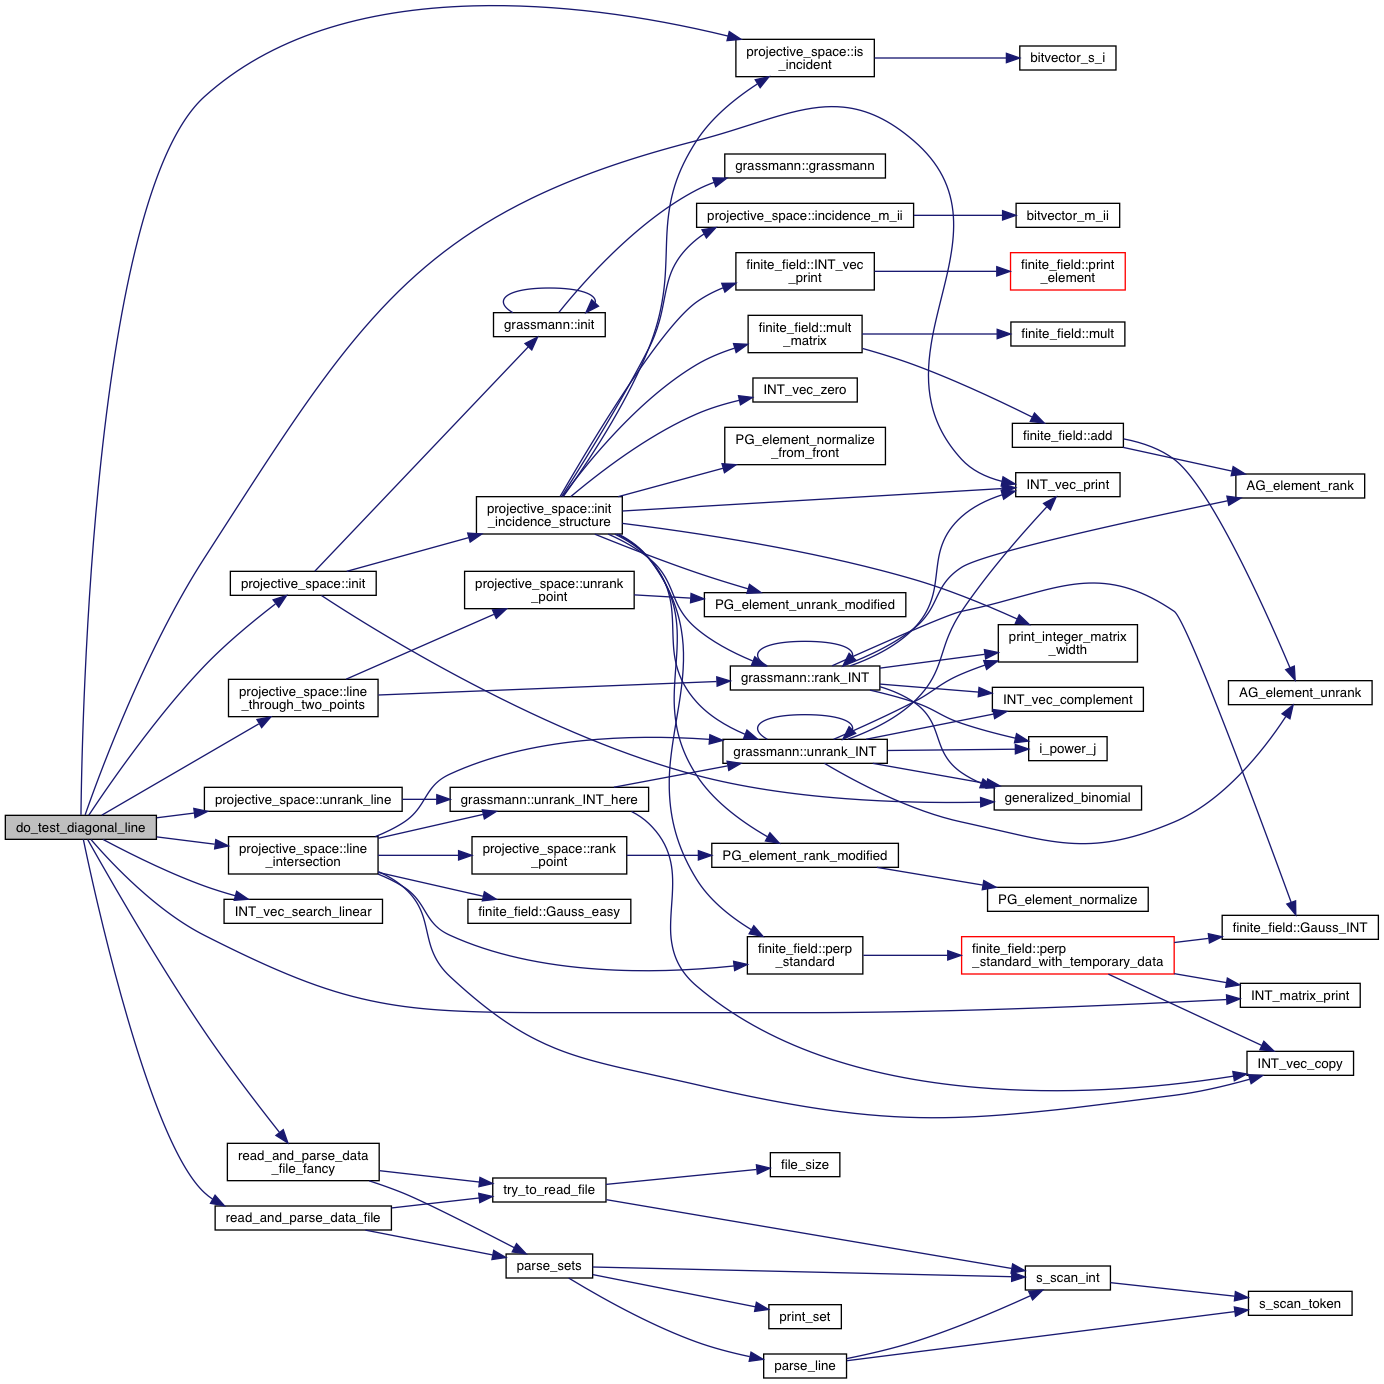 projective_space::is
_incident
bitvector_s_i
grassmann::grassmann
projective_space::incidence_m_ii
bitvector_m_ii
finite_field::INT_vec
_print
finite_field::print
_element
grassmann::init
finite_field::mult
_matrix
finite_field::mult
INT_vec_zero
finite_field::add
PG_element_normalize
_from_front
INT_vec_print
AG_element_rank
projective_space::init
_incidence_structure
projective_space::init
projective_space::unrank
_point
PG_element_unrank_modified
print_integer_matrix
_width
grassmann::rank_INT
projective_space::line
_through_two_points
INT_vec_complement
AG_element_unrank
grassmann::unrank_INT
i_power_j
projective_space::unrank_line
grassmann::unrank_INT_here
generalized_binomial
do_test_diagonal_line
projective_space::line
_intersection
projective_space::rank
_point
PG_element_rank_modified
PG_element_normalize
INT_vec_search_linear
finite_field::Gauss_easy
finite_field::Gauss_INT
finite_field::perp
_standard
finite_field::perp
_standard_with_temporary_data
INT_matrix_print
INT_vec_copy
read_and_parse_data
_file_fancy
file_size
try_to_read_file
read_and_parse_data_file
parse_sets
s_scan_int
s_scan_token
print_set
parse_line